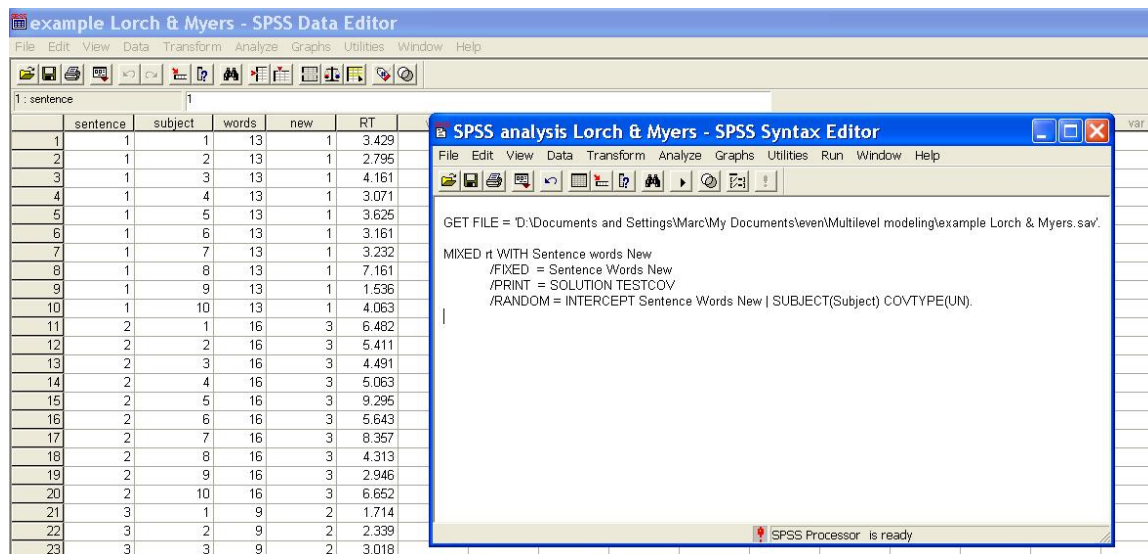 example Lorch & Myers - SPSS Data Editor
File Edit View Data Transform Analyze Graphs Utilities Window Help
1 : sentence 1
sentence subject words new RT var
1 1 1 13 1 3.429
2 1 2 13 1 2.795
3 1 3 13 1 4.161
4 1 4 13 1 3.071
5 1 5 13 1 3.625
6 1 6 13 1 3.161
7 1 7 13 1 3.232
8 1 8 13 1 7.161
9 1 9 13 1 1.536
10 1 10 13 1 4.063
11 2 1 16 3 6.482
12 2 2 16 3 5.411
13 2 3 16 3 4.491
14 2 4 16 3 5.063
15 2 5 16 3 9.295
16 2 6 16 3 5.643
17 2 7 16 3 8.357
18 2 8 16 3 4.313
19 2 9 16 3 2.946
20 2 10 16 3 6.652
21 3 1 9 2 1.714
22 3 2 9 2 2.339
23 3 3 9 2 3.018
SPSS analysis Lorch & Myers - SPSS Syntax Editor
File Edit View Data Transform Analyze Graphs Utilities Run Window Help
GET FILE = 'D:\Documents and Settings\Marc\My Documents\even\Multilevel modeling\example Lorch & Myers.sav'.
MIXED rt WITH Sentence words New
/FIXED = Sentence Words New
/PRINT = SOLUTION TESTCOV
/RANDOM = INTERCEPT Sentence Words New | SUBJECT(Subject) COVTYPE(UN).
SPSS Processor is ready